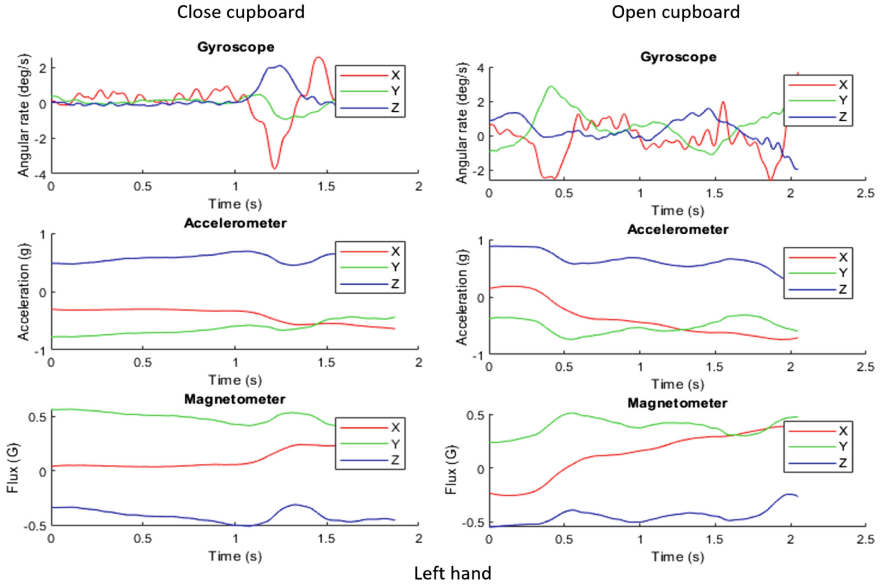 Close cupboard
Gyroscope
Angular rate (deg/s)
2
0
-2
-4
0
0.5
1
1.5
2
Time (s)
X
Y
Z
Accelerometer
Acceleration (g)
1
0
-1
0
0.5
1
1.5
2
Time (s)
X
Y
Z
Magnetometer
Flux (G)
0.5
0
-0.5
0
0.5
1
1.5
2
Time (s)
X
Y
Z
Open cupboard
Gyroscope
Angular rate (deg/s)
4
2
0
-2
0
0.5
1
1.5
2
2.5
Time (s)
X
Y
Z
Accelerometer
Acceleration (g)
1
0
-1
0
0.5
1
1.5
2
2.5
Time (s)
X
Y
Z
Magnetometer
Flux (G)
0.5
0
-0.5
0
0.5
1
1.5
2
2.5
Time (s)
X
Y
Z
Left hand